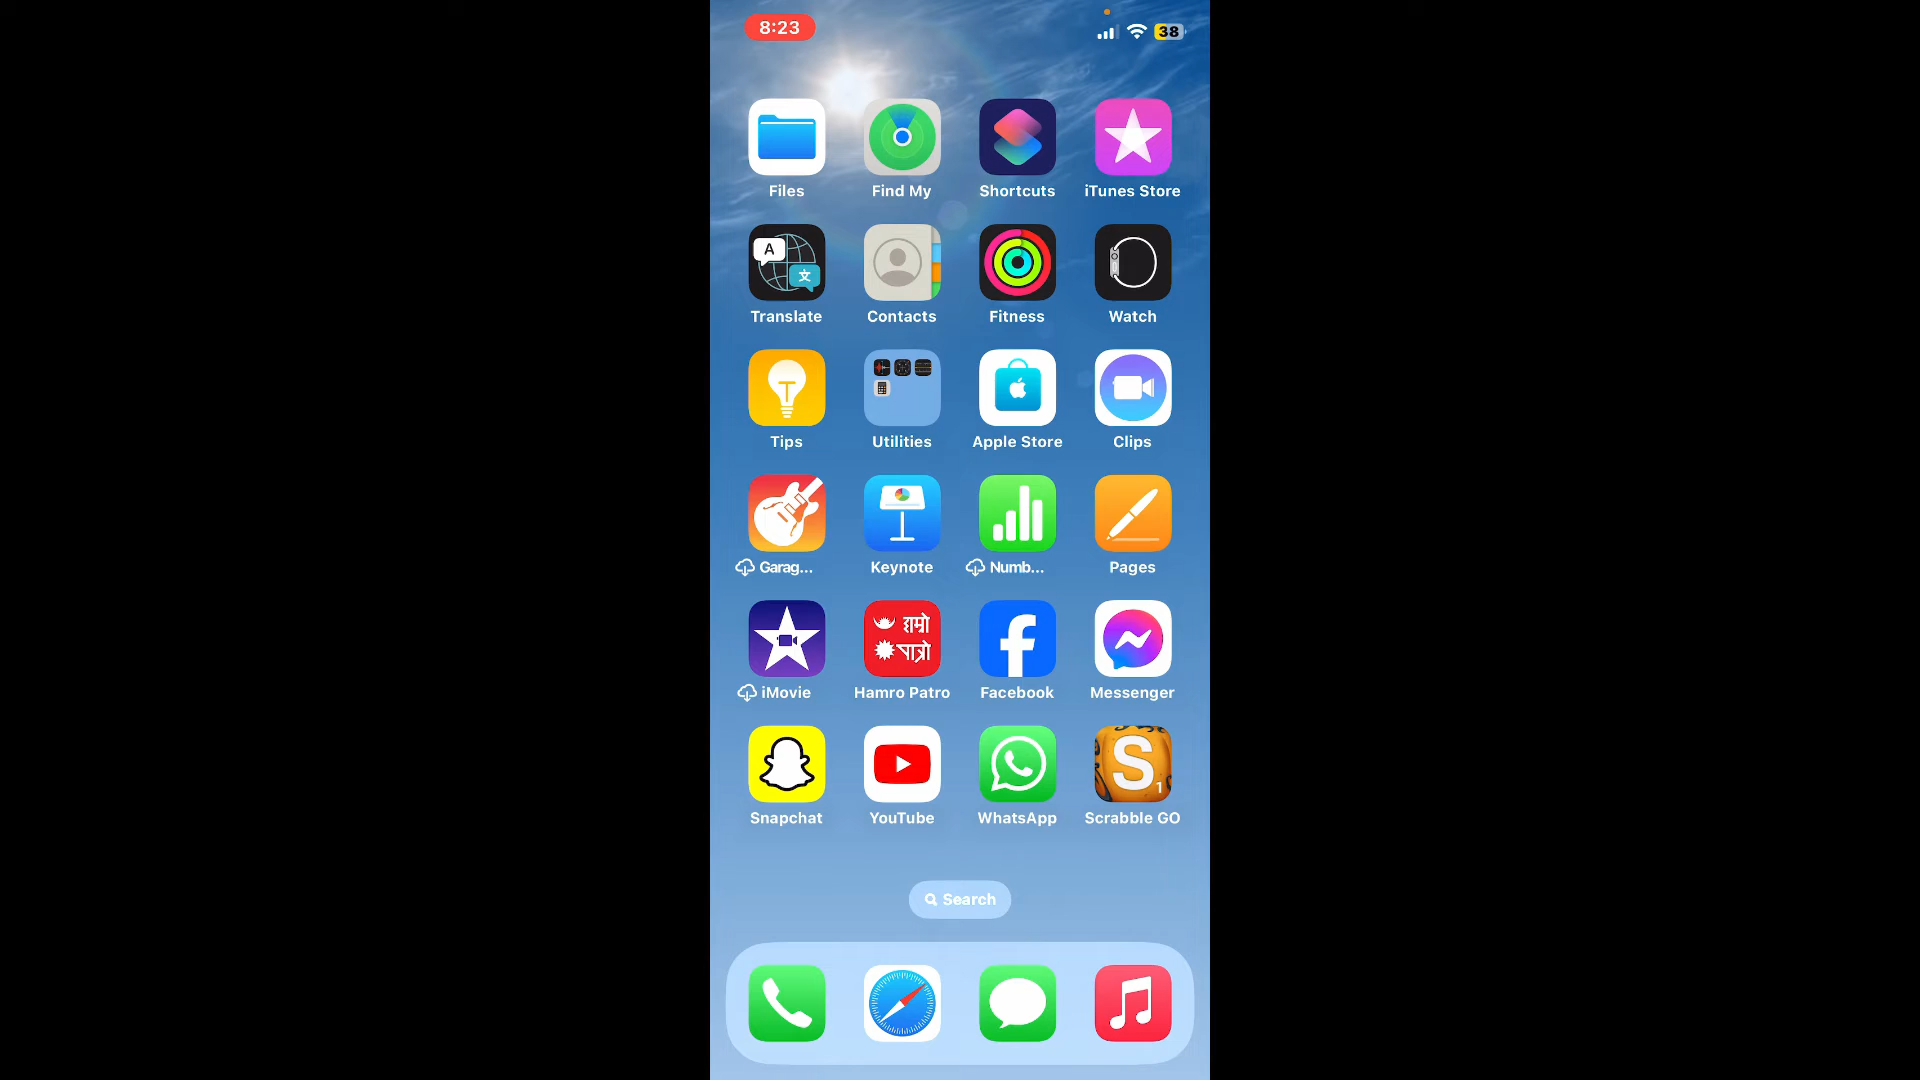 8:23
38
Files Find My Shortcuts iTunes Store
A
文
Translate Contacts Fitness Watch
Tips Utilities Apple Store Clips
Garag... Keynote Numb... Pages
हाम्रो
पात्रो
iMovie Hamro Patro Facebook Messenger
S
1
Snapchat YouTube WhatsApp Scrabble GO
Search